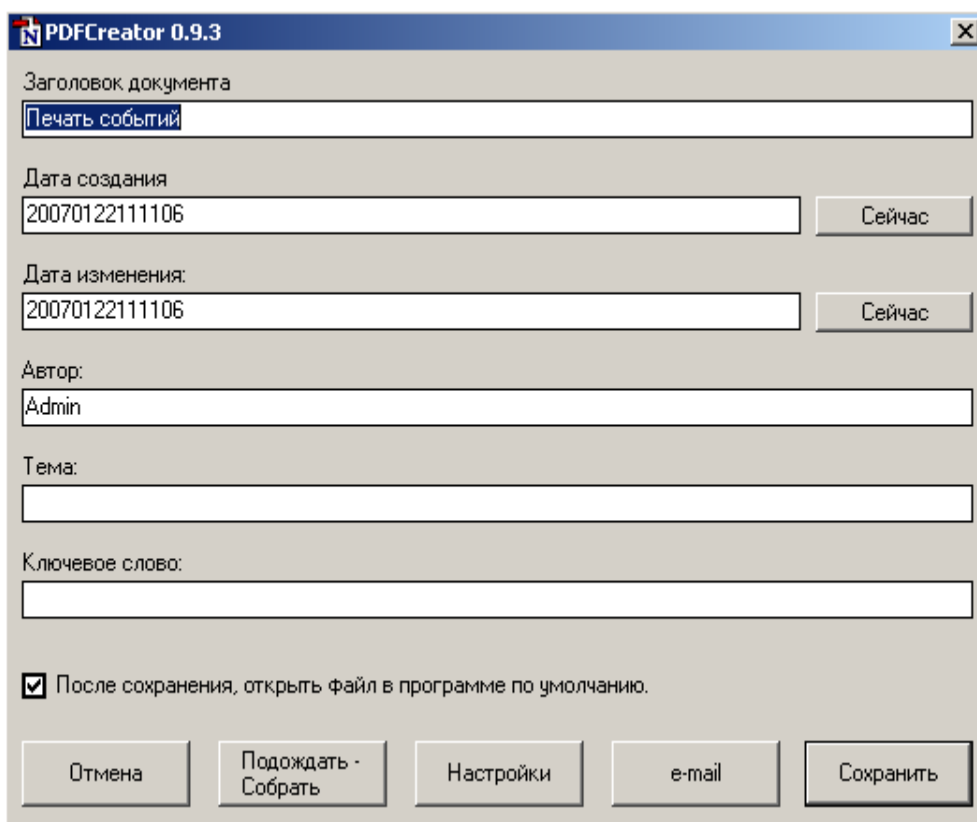 PDFCreator 0.9.3
Заголовок документа
Печать событий
Дата создания
20070122111106
Сейчас
Дата изменения:
20070122111106
Сейчас
Автор:
Admin
Тема:
Ключевое слово:
После сохранения, открыть файл в программе по умолчанию.
Отмена
Подождать -
Собрать
Настройки
e-mail
Сохранить